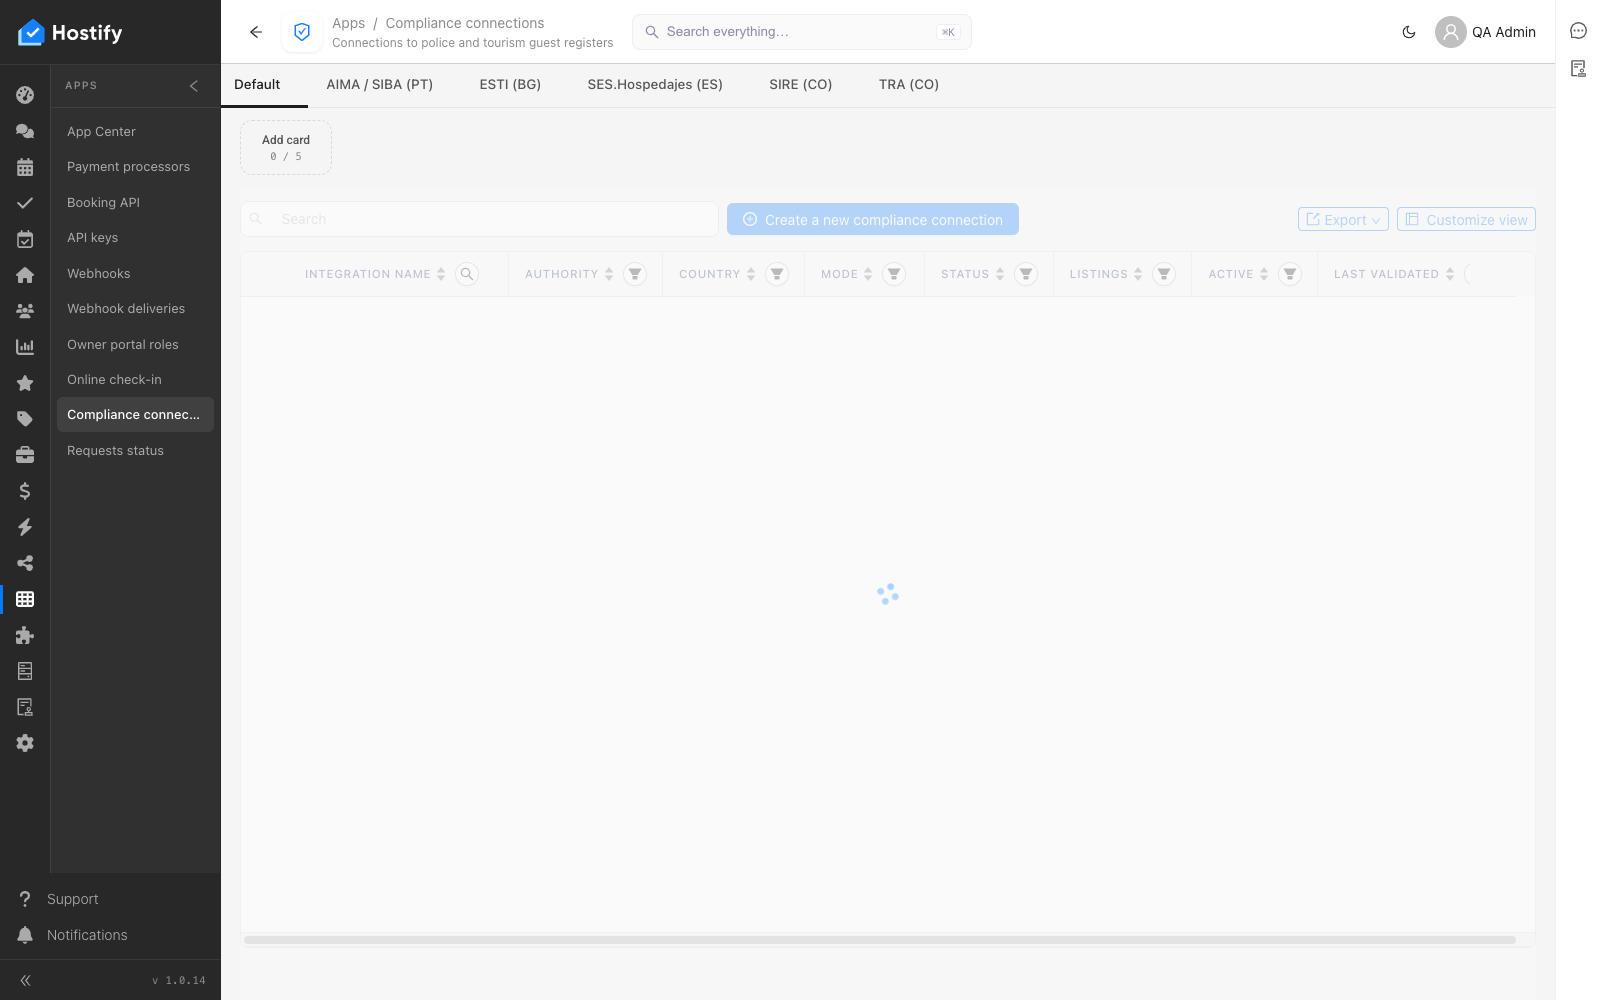 Hostify
Apps / Compliance connections
Connections to police and tourism guest registers
Search everything...
⌘K
QA Admin
APPS
App Center
Payment processors
Booking API
API keys
Webhooks
Webhook deliveries
Owner portal roles
Online check-in
Compliance connec...
Requests status
Support
Notifications
v 1.0.14
Default
AIMA / SIBA (PT)
ESTI (BG)
SES.Hospedajes (ES)
SIRE (CO)
TRA (CO)
Add card
0 / 5
Search
Create a new compliance connection
Export
Customize view
INTEGRATION NAME
AUTHORITY
COUNTRY
MODE
STATUS
LISTINGS
ACTIVE
LAST VALIDATED